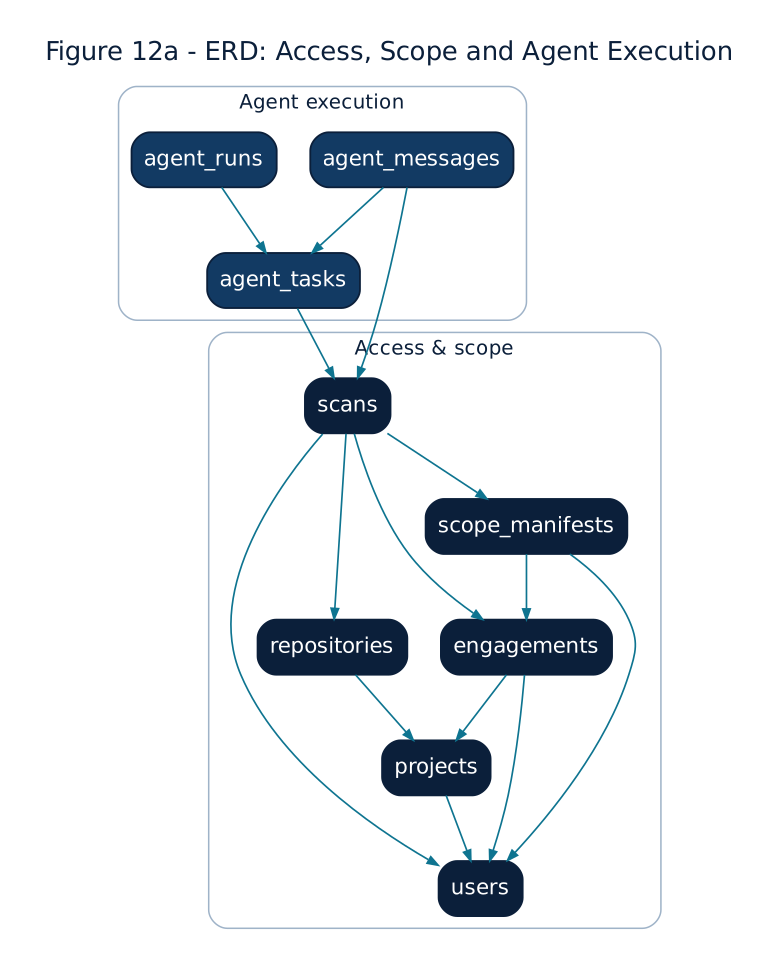 Figure 12a - ERD: Access, Scope and Agent Execution
Agent execution
agent_runs
agent_messages
agent_tasks
Access & scope
scans
scope_manifests
repositories
engagements
projects
users